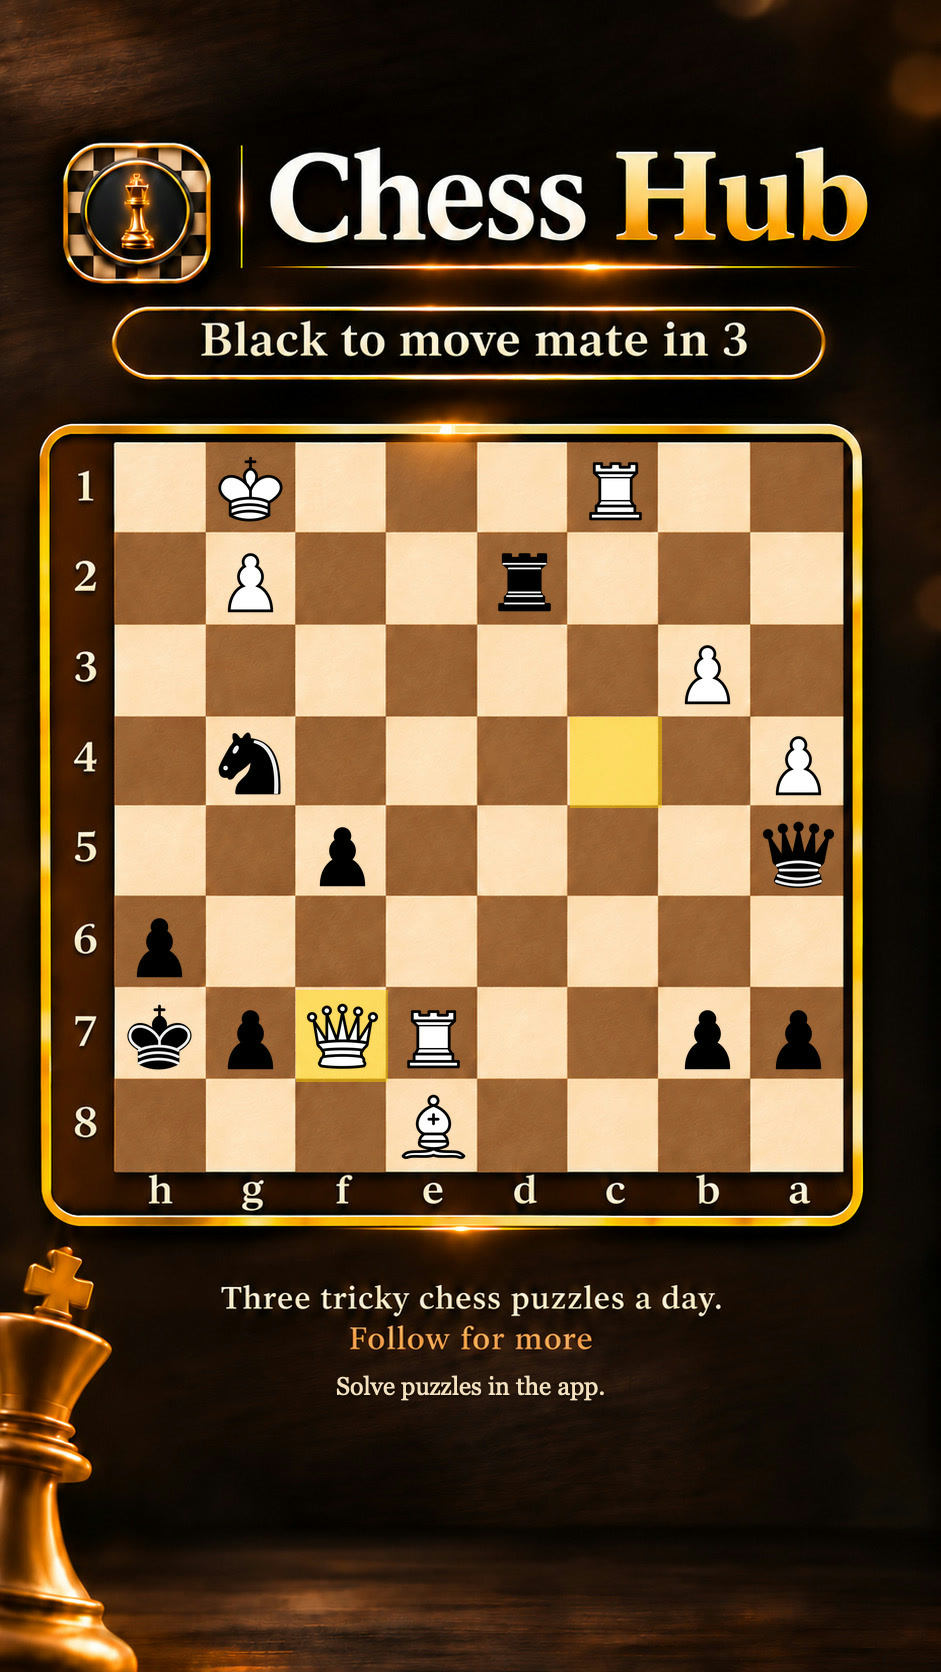 Chess Hub
Black to move mate in 3
1
2
3
4
5
6
7
8
h g f e d c b a
Three tricky chess puzzles a day.
Follow for more
Solve puzzles in the app.